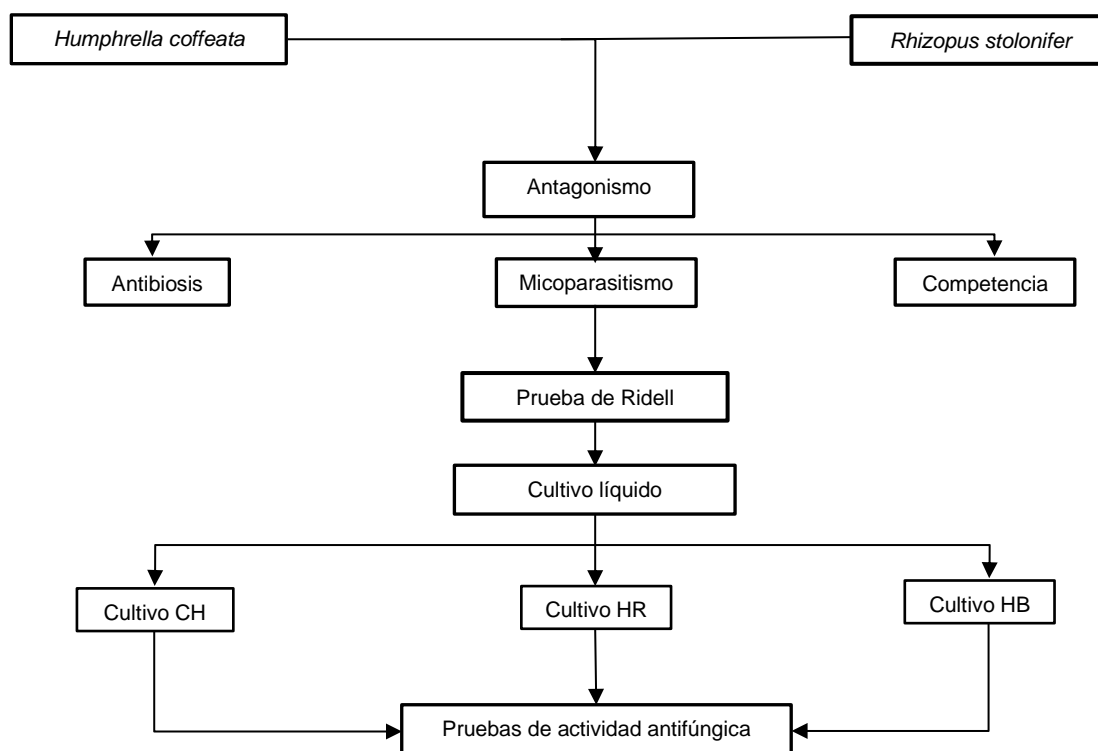 Humphrella coffeata
Rhizopus stolonifer
Antagonismo
Antibiosis
Micoparasitismo
Competencia
Prueba de Ridell
Cultivo líquido
Cultivo CH
Cultivo HR
Cultivo HB
Pruebas de actividad antifúngica